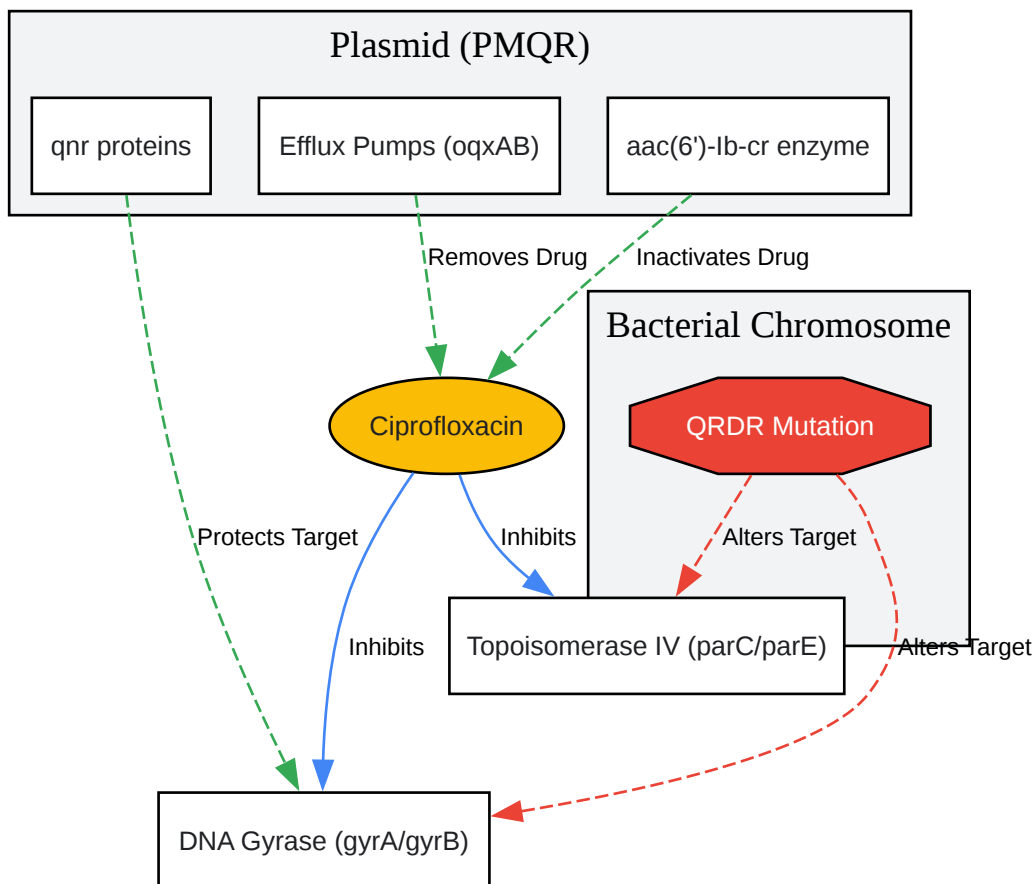 Plasmid (PMQR)
qnr proteins
Efflux Pumps (oqxAB)
aac(6')-Ib-cr enzyme
Removes Drug
Inactivates Drug
Bacterial Chromosome
Ciprofloxacin
QRDR Mutation
Protects Target
Inhibits
Alters Target
Inhibits
Topoisomerase IV (parC/parE)
Alters Target
DNA Gyrase (gyrA/gyrB)